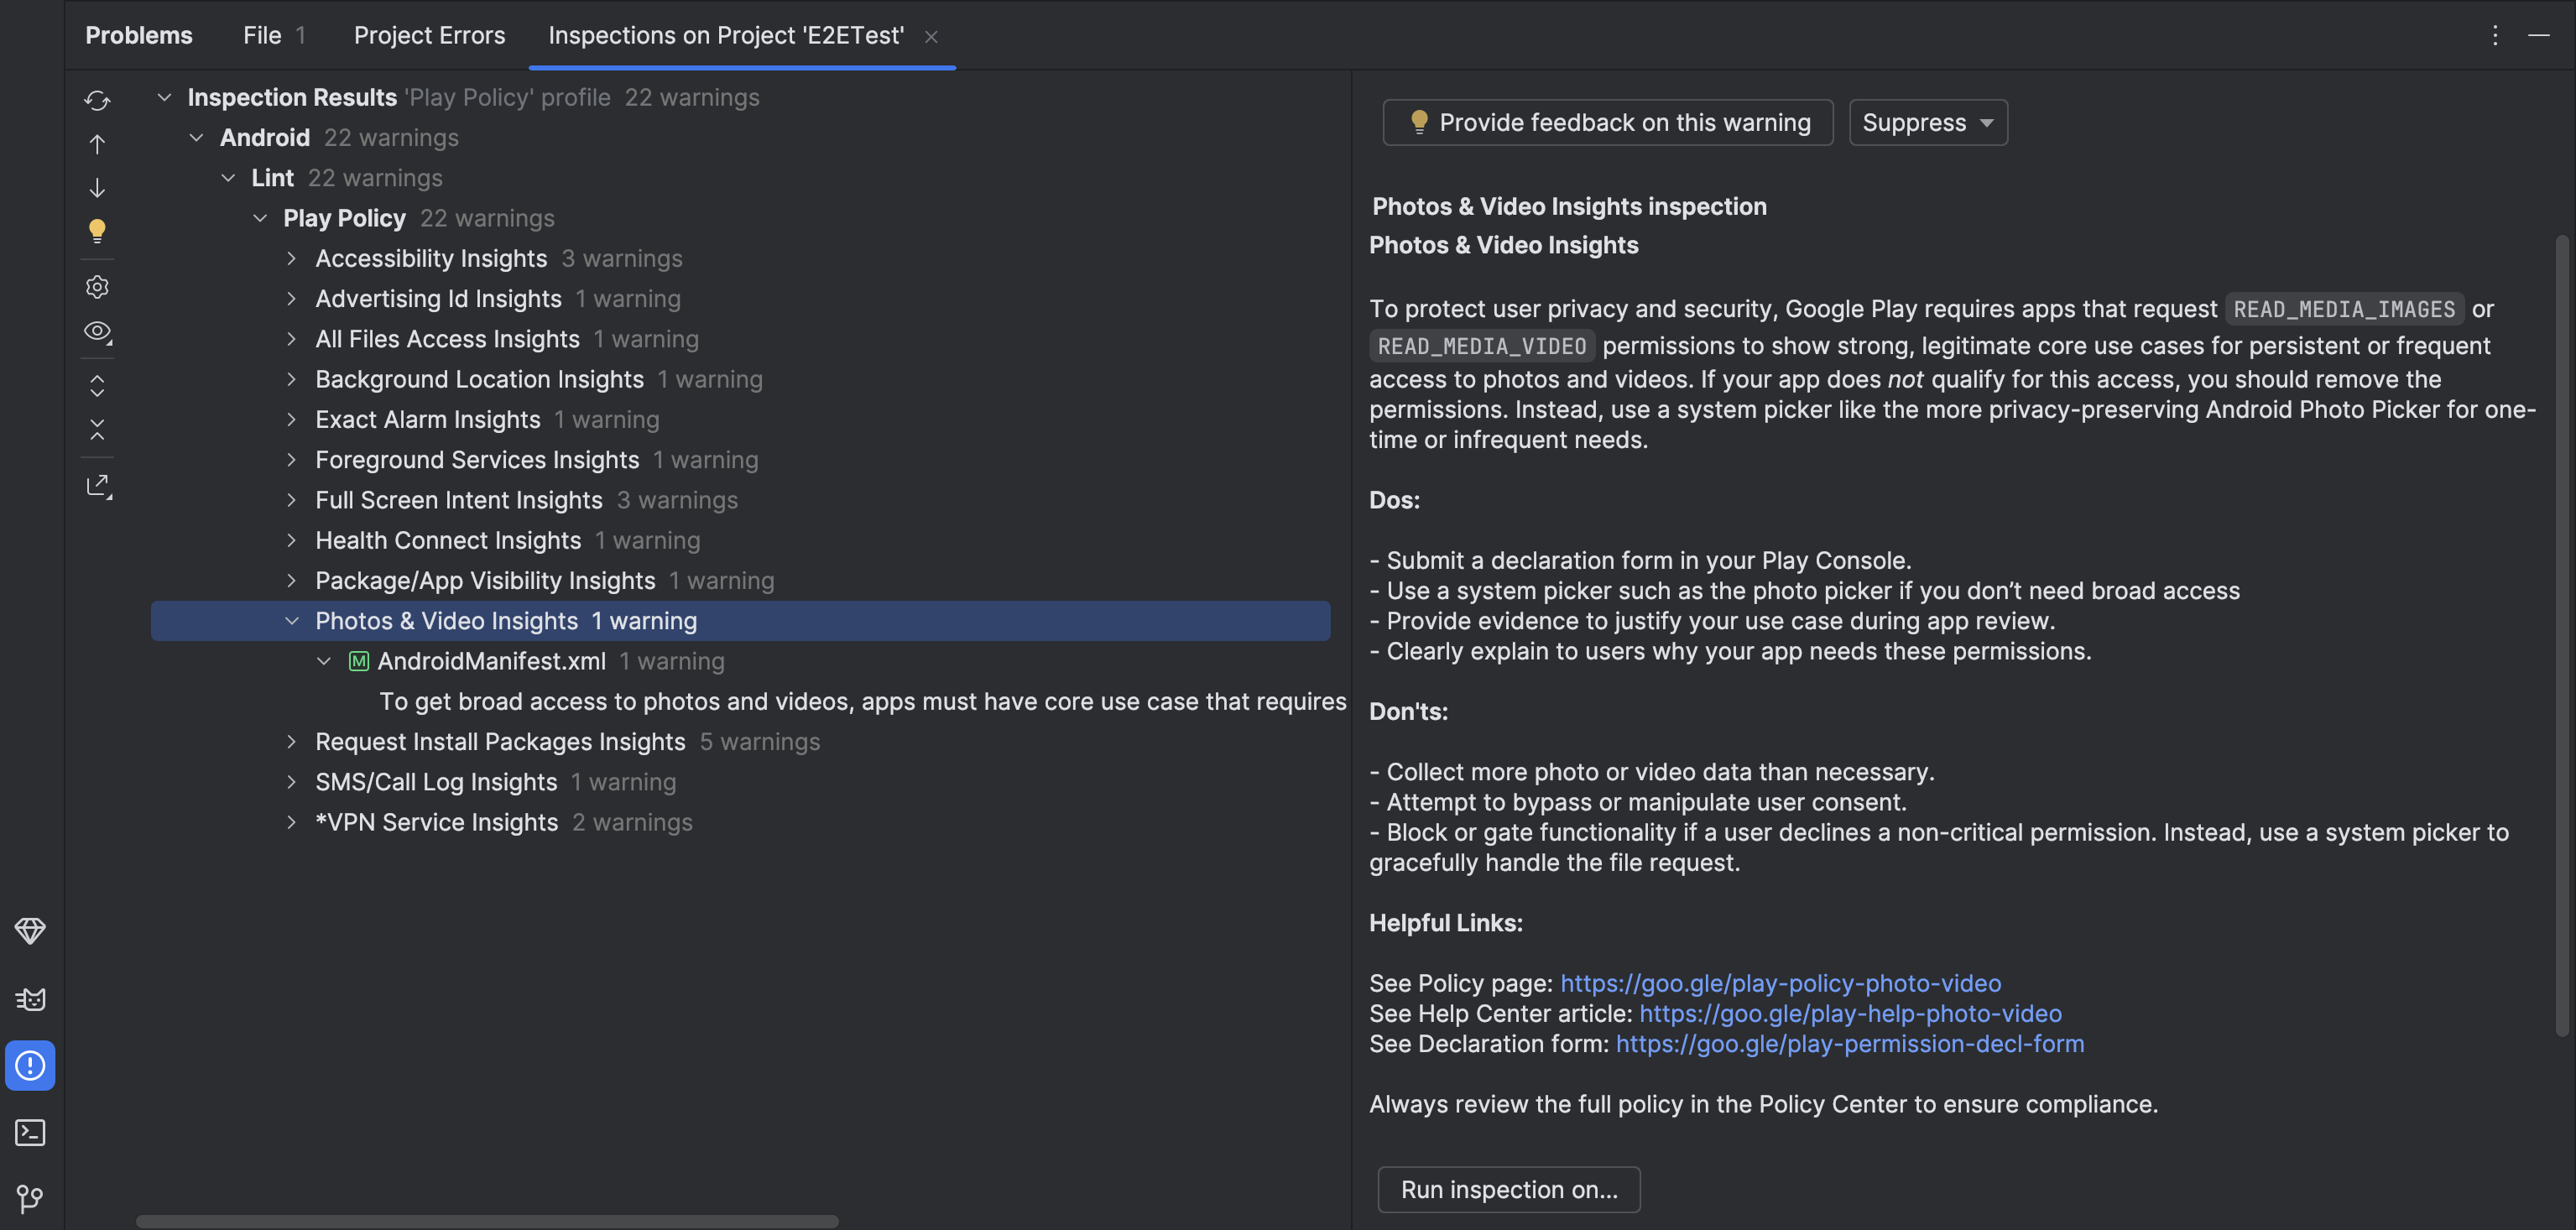 Problems File 1 Project Errors Inspections on Project 'E2ETest'
Inspection Results 'Play Policy' profile 22 warnings
Android 22 warnings
Lint 22 warnings
Play Policy 22 warnings
Accessibility Insights 3 warnings
Advertising Id Insights 1 warning
All Files Access Insights 1 warning
Background Location Insights 1 warning
Exact Alarm Insights 1 warning
Foreground Services Insights 1 warning
Full Screen Intent Insights 3 warnings
Health Connect Insights 1 warning
Package/App Visibility Insights 1 warning
Photos & Video Insights 1 warning
M AndroidManifest.xml 1 warning
To get broad access to photos and videos, apps must have core use case that requires
Request Install Packages Insights 5 warnings
SMS/Call Log Insights 1 warning
*VPN Service Insights 2 warnings
Provide feedback on this warning Suppress
Photos & Video Insights inspection
Photos & Video Insights
To protect user privacy and security, Google Play requires apps that request READ_MEDIA_IMAGES or
READ_MEDIA_VIDEO permissions to show strong, legitimate core use cases for persistent or frequent
access to photos and videos. If your app does not qualify for this access, you should remove the
permissions. Instead, use a system picker like the more privacy-preserving Android Photo Picker for one-
time or infrequent needs.
Dos:
- Submit a declaration form in your Play Console.
- Use a system picker such as the photo picker if you don’t need broad access
- Provide evidence to justify your use case during app review.
- Clearly explain to users why your app needs these permissions.
Don'ts:
- Collect more photo or video data than necessary.
- Attempt to bypass or manipulate user consent.
- Block or gate functionality if a user declines a non-critical permission. Instead, use a system picker to
gracefully handle the file request.
Helpful Links:
See Policy page: https://goo.gle/play-policy-photo-video
See Help Center article: https://goo.gle/play-help-photo-video
See Declaration form: https://goo.gle/play-permission-decl-form
Always review the full policy in the Policy Center to ensure compliance.
Run inspection on...